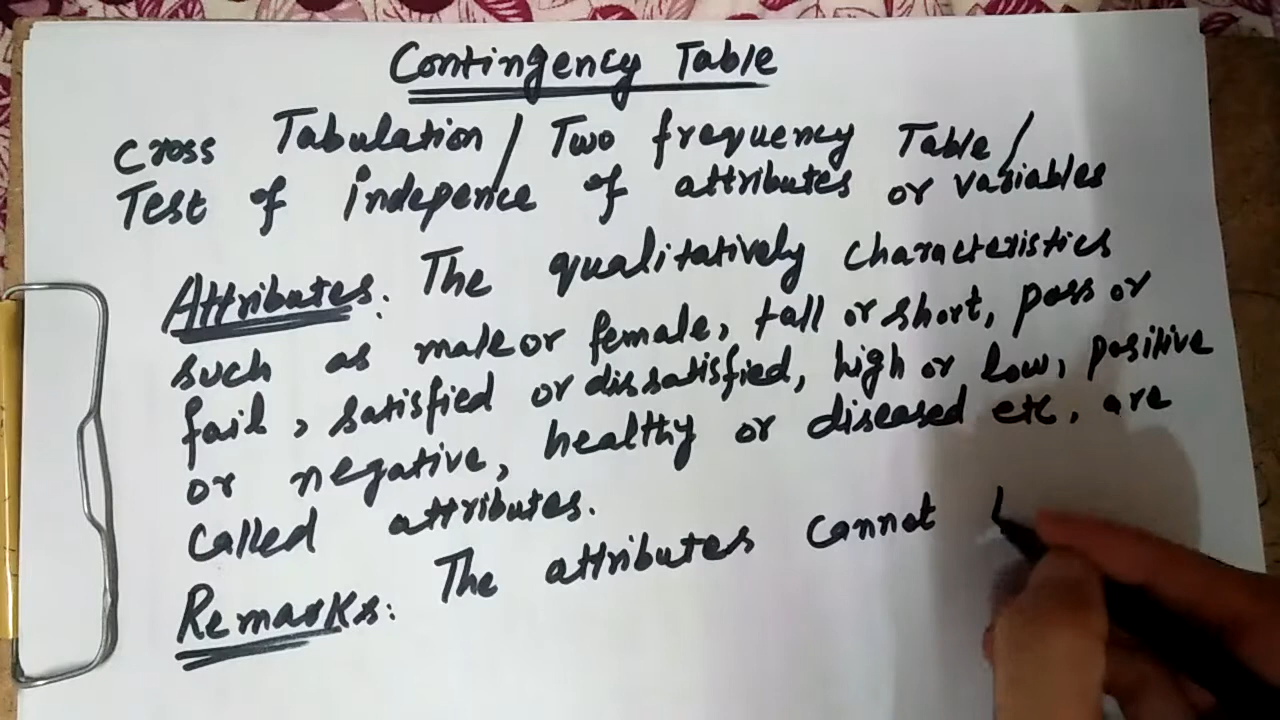 Contingency Table
Cross Tabulation / Two frequency Table /
Test of indepence of attributes or variables
Attributes: The qualitatively characteristics
such as male or female, tall or short, pass or
fail, satisfied or dissatisfied, high or low, positive
or negative, healthy or diseased etc, are
called attributes.
Remarks: The attributes cannot